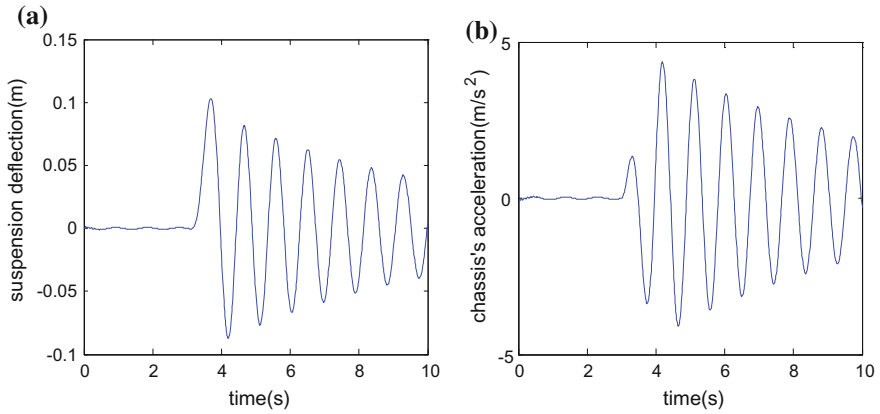 (a)
0.15
0.1
0.05
0
-0.05
-0.1
0 2 4 6 8 10
suspension deflection(m)
time(s)
(b)
5
0
-5
0 2 4 6 8 10
chassis's acceleration(m/s²)
time(s)